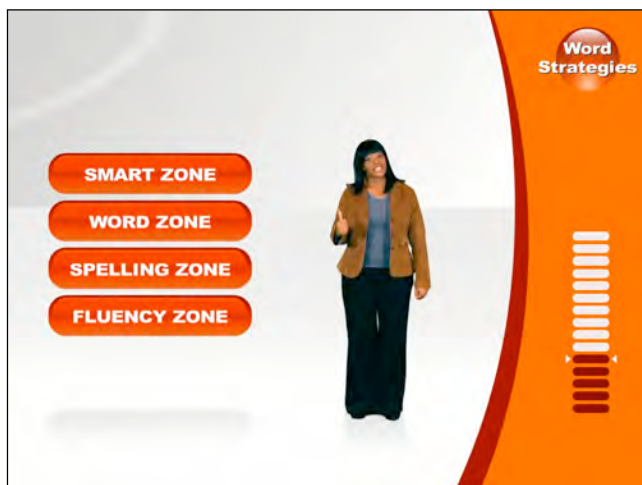 Word
Strategies
SMART ZONE
WORD ZONE
SPELLING ZONE
FLUENCY ZONE